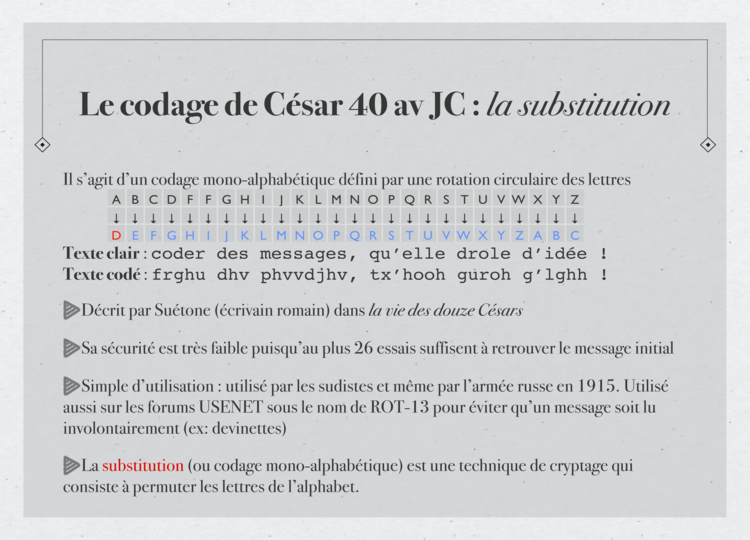 Le codage de César 40 av JC : la substitution
Il s'agit d'un codage mono-alphabétique défini par une rotation circulaire des lettres
A B C D F F G H I J K L M N O P Q R S T U V W X Y Z
↓ ↓ ↓ ↓ ↓ ↓ ↓ ↓ ↓ ↓ ↓ ↓ ↓ ↓ ↓ ↓ ↓ ↓ ↓ ↓ ↓ ↓ ↓ ↓ ↓ ↓
D E F G H I J K L M N O P Q R S T U V W X Y Z A B C
Texte clair : coder des messages, qu'elle drole d'idée !
Texte codé : frghu dhv phvvdjhv, tx'hooh guroh g'lghh !
Décrit par Suétone (écrivain romain) dans la vie des douze Césars
Sa sécurité est très faible puisqu'au plus 26 essais suffisent à retrouver le message initial
Simple d'utilisation : utilisé par les sudistes et même par l'armée russe en 1915. Utilisé
aussi sur les forums USENET sous le nom de ROT-13 pour éviter qu'un message soit lu
involontairement (ex: devinettes)
La substitution (ou codage mono-alphabétique) est une technique de cryptage qui
consiste à permuter les lettres de l'alphabet.